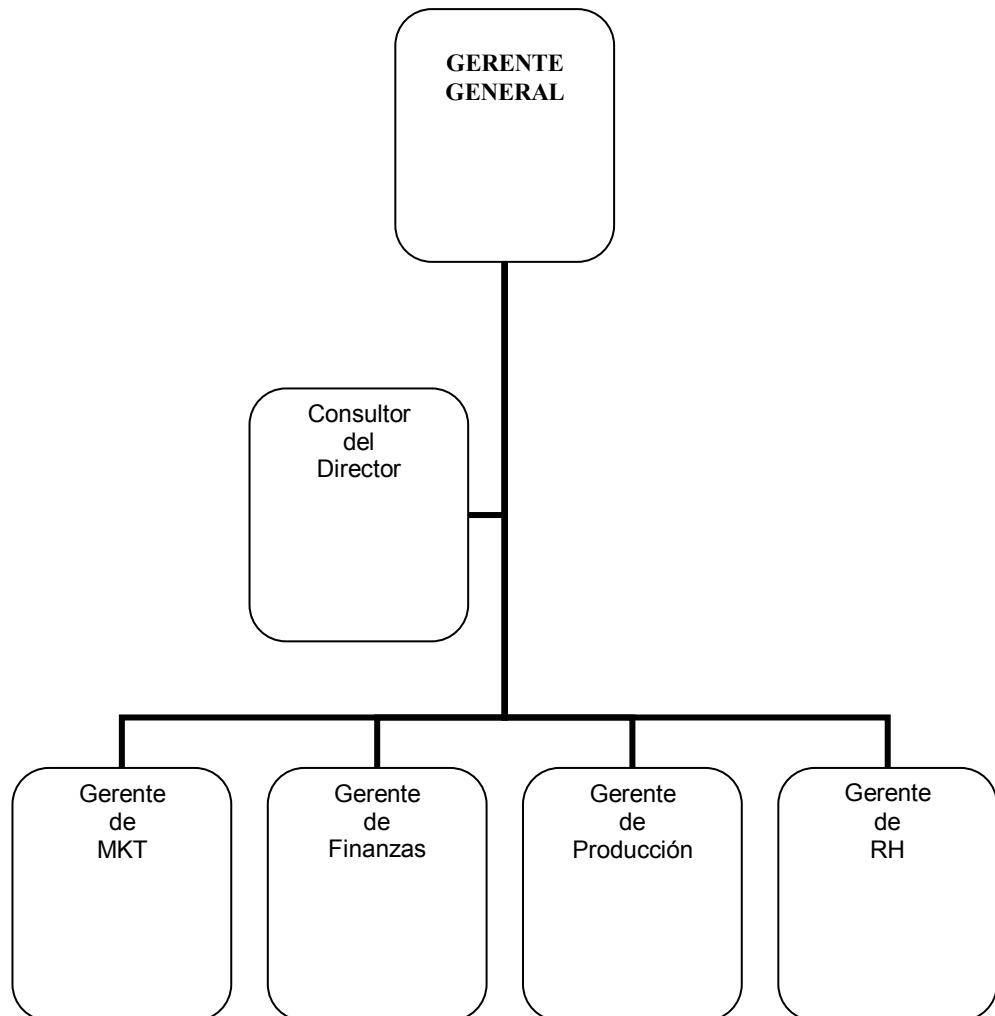 GERENTE
GENERAL
Consultor
del
Director
Gerente
de
MKT
Gerente
de
Finanzas
Gerente
de
Producción
Gerente
de
RH